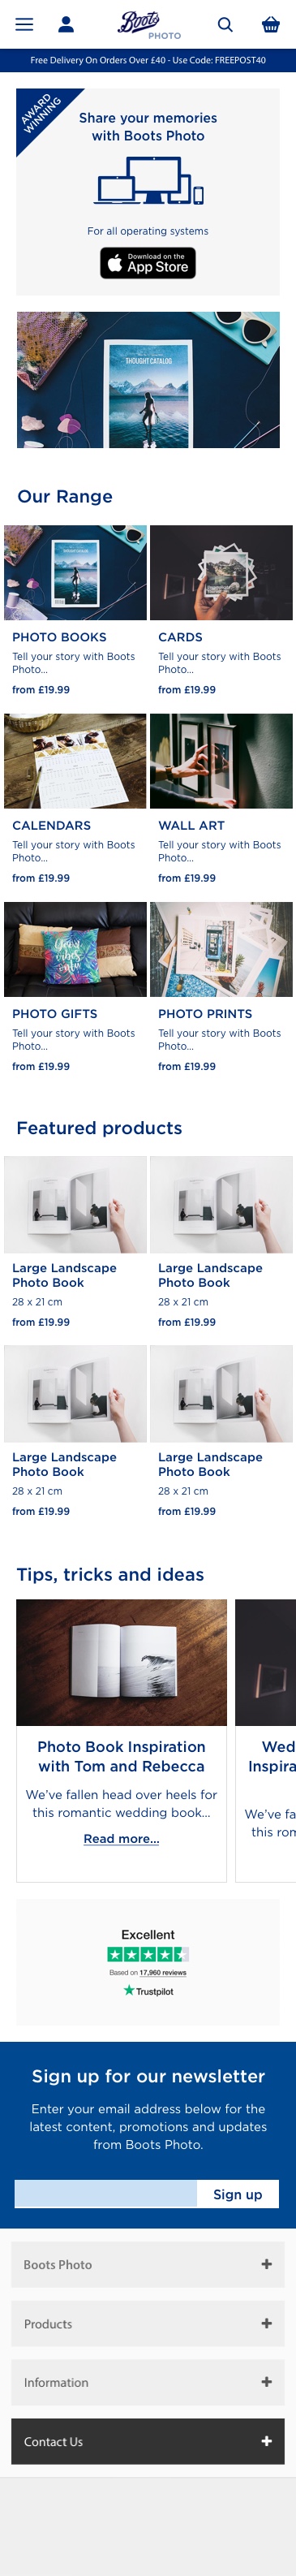 Boots
PHOTO
Free Delivery On Orders Over £40 - Use Code: FREEPOST40
AWARD
WINNING
Share your memories
with Boots Photo
For all operating systems
Download on the
App Store
THOUGHT CATALOG
Our Range
PHOTO BOOKS
Tell your story with Boots
Photo...
from £19.99
CARDS
Tell your story with Boots
Photo...
from £19.99
CALENDARS
Tell your story with Boots
Photo...
from £19.99
WALL ART
Tell your story with Boots
Photo...
from £19.99
PHOTO GIFTS
Tell your story with Boots
Photo...
from £19.99
PHOTO PRINTS
Tell your story with Boots
Photo...
from £19.99
Featured products
Large Landscape
Photo Book
28 x 21 cm
from £19.99
Large Landscape
Photo Book
28 x 21 cm
from £19.99
Large Landscape
Photo Book
28 x 21 cm
from £19.99
Large Landscape
Photo Book
28 x 21 cm
from £19.99
Tips, tricks and ideas
Photo Book Inspiration
with Tom and Rebecca
We've fallen head over heels for
this romantic wedding book...
Read more...
Wed
Inspira
We've fa
this rom
Excellent
Based on 17,960 reviews
Trustpilot
Sign up for our newsletter
Enter your email address below for the
latest content, promotions and updates
from Boots Photo.
Sign up
Boots Photo
Products
Information
Contact Us